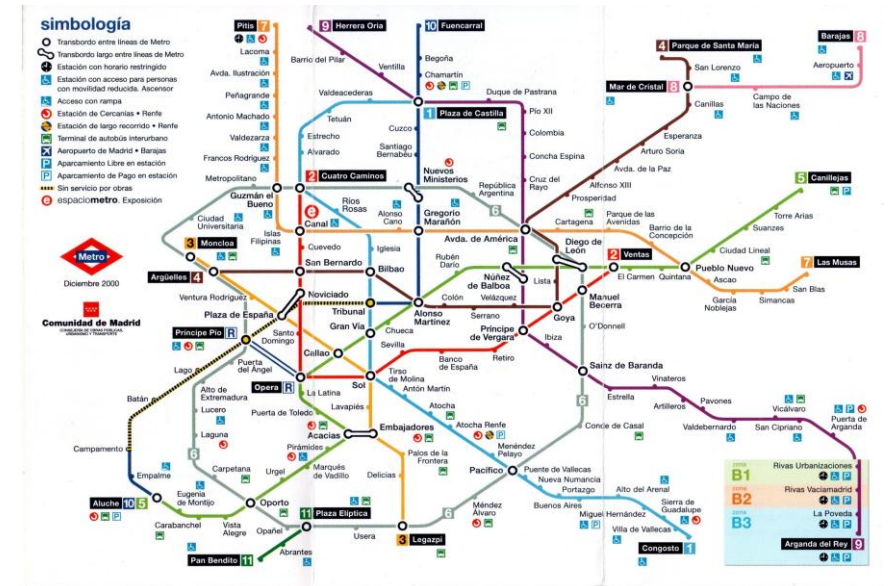 simbología
Transbordo entre líneas de Metro
Transbordo largo entre líneas de Metro
Estación con horario restringido
Estación con acceso para personas
con movilidad reducida. Ascensor
Acceso con rampa
Estación de Cercanías • Renfe
Estación de largo recorrido • Renfe
Terminal de autobús interurbano
Aeropuerto de Madrid • Barajas
Aparcamiento Libre en estación
Aparcamiento de Pago en estación
Sin servicio por obras
espaciometro. Exposición
Metro
Diciembre 2000
Comunidad de Madrid
Pitis 7
Lacoma
Avda. Ilustración
Peñagrande
Antonio Machado
Valdezarza
Francos Rodríguez
Metropolitano
Guzmán el
Bueno
Ciudad
Universitaria
Islas
Filipinas
3 Moncloa
Argüelles 4
Ventura Rodríguez
Plaza de España
Príncipe Pío R
Lago
Batán
Campamento
Empalme
Aluche 10 5
9 Herrera Oria
Barrio del Pilar
Ventilla
Valdeacederas
Tetuán
Estrecho
Alvarado
2 Cuatro Caminos
Ríos
Rosas
Canal
Quevedo
San Bernardo
Iglesia
Bilbao
Noviciado
Tribunal
Gran Vía
Santo
Domingo
Callao
Chueca
Opera R
Sol
Sevilla
Puerta
del Ángel
Alto de
Extremadura
Lucero
Laguna
6
Carpetana
Eugenia
de Montijo
Carabanchel
Vista
Alegre
Oporto
Urgel
Opañel
Marqués
de Vadillo
Pirámides
Acacias
Puerta de Toledo
La Latina
Lavapiés
Embajadores
Palos de la
Frontera
Delicias
3 Legazpi
Usera
11 Plaza Elíptica
Abrantes
Pan Bendito 11
10 Fuencarral
Begoña
Chamartín
1 Plaza de Castilla
Cuzco
Santiago
Bernabéu
Nuevos
Ministerios
Alonso
Cano
Gregorio
Marañón
Rubén
Darío
Alonso
Martínez
Colón
Serrano
Velázquez
Núñez
de Balboa
Lista
Goya
Príncipe
de Vergara
Retiro
Banco
de España
Tirso
de Molina
Antón Martín
Atocha
Atocha Renfe
Menéndez
Pelayo
Pacífico
Méndez
Álvaro
6
Duque de Pastrana
Pío XII
Colombia
Concha Espina
Cruz del
Rayo
República
Argentina
6
Avda. de América
Cartagena
Prosperidad
Alfonso XIII
Avda. de la Paz
Arturo Soria
Esperanza
Canillas
Mar de Cristal 8
San Lorenzo
4 Parque de Santa María
Barajas 8
Aeropuerto
Campo de
las Naciones
Parque de las
Avenidas
Barrio de la
Concepción
Diego de
León
2 Ventas
Manuel
Becerra
El Carmen
Quintana
Pueblo Nuevo
Ciudad Lineal
Suanzes
Torre Arias
5 Canillejas
Ascao
García
Noblejas
Simancas
San Blas
7 Las Musas
O'Donnell
Ibiza
Sainz de Baranda
6
Conde de Casal
Estrella
Vinateros
Artilleros
Pavones
Valdebernardo
Vicálvaro
San Cipriano
Puerta de
Arganda
Puente de Vallecas
Nueva Numancia
Portazgo
Buenos Aires
Alto del Arenal
Miguel Hernández
Sierra de
Guadalupe
Villa de Vallecas
Congosto 1
zona
B1
Rivas Urbanizaciones
zona
B2
Rivas Vaciamadrid
zona
B3
La Poveda
Arganda del Rey 9